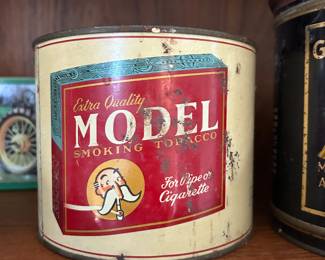 Extra Quality
MODEL
SMOKING TOBACCO
For Pipe or
Cigarette